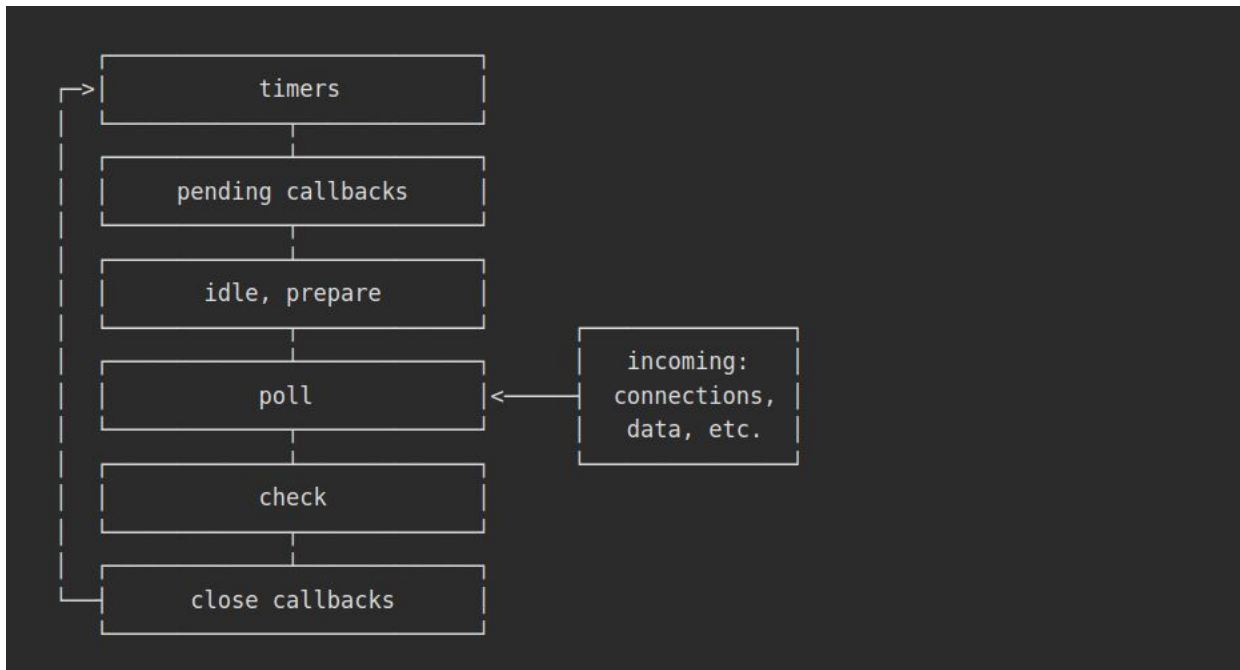 timers
pending callbacks
idle, prepare
poll
incoming:
connections,
data, etc.
check
close callbacks